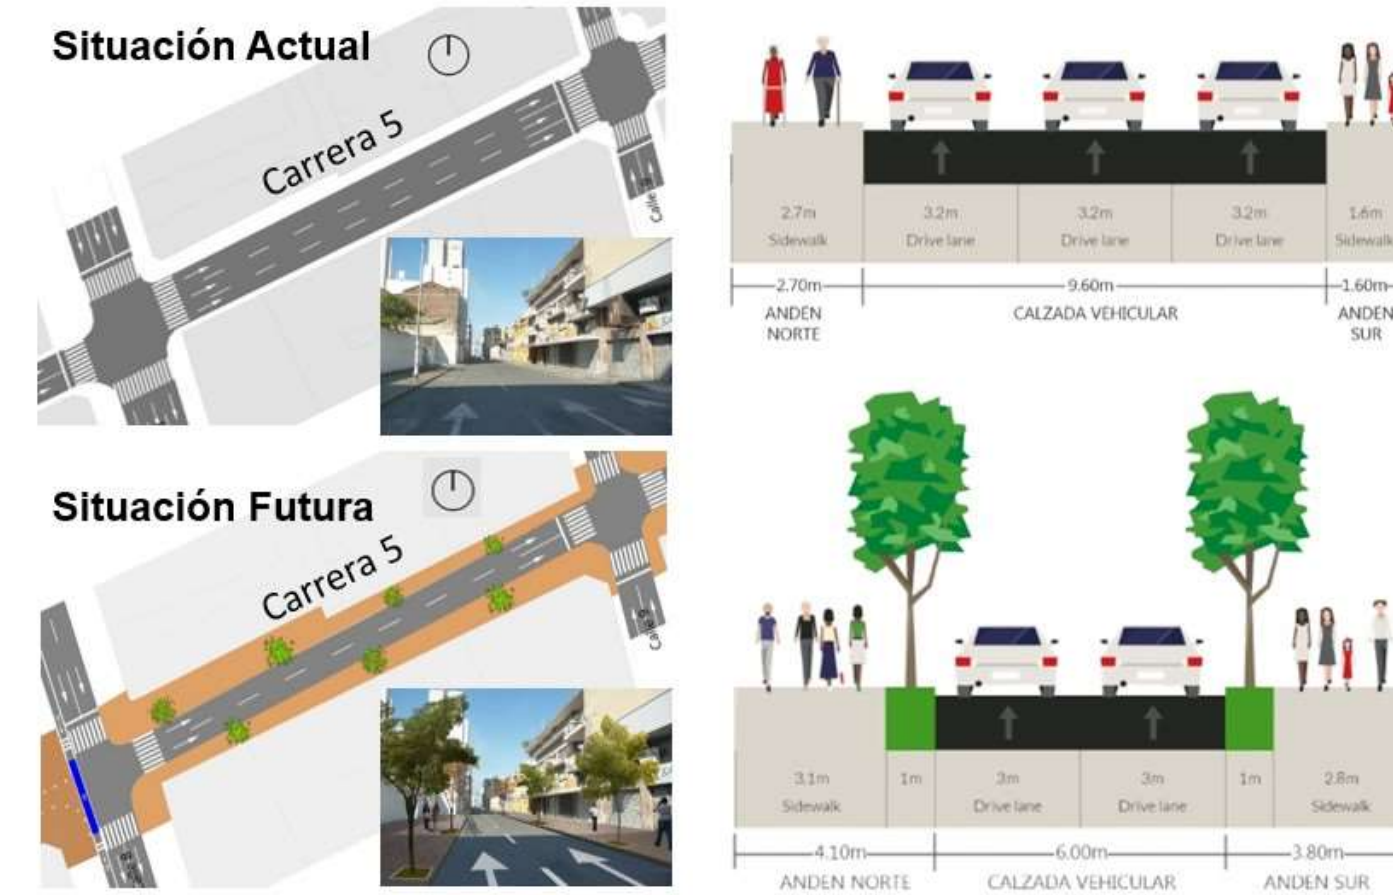 Situación Actual
Carrera 5
Calle 9
2.7m
3.2m
3.2m
3.2m
1.6m
Sidewalk
Drive lane
Drive lane
Drive lane
Sidewalk
2.70m
9.60m
1.60m
ANDEN
NORTE
CALZADA VEHICULAR
ANDEN
SUR
Situación Futura
Carrera 5
Calle 9
3.1m
1m
3m
3m
1m
2.8m
Sidewalk
Drive lane
Drive lane
Sidewalk
4.10m
6.00m
3.80m
ANDEN NORTE
CALZADA VEHICULAR
ANDEN SUR